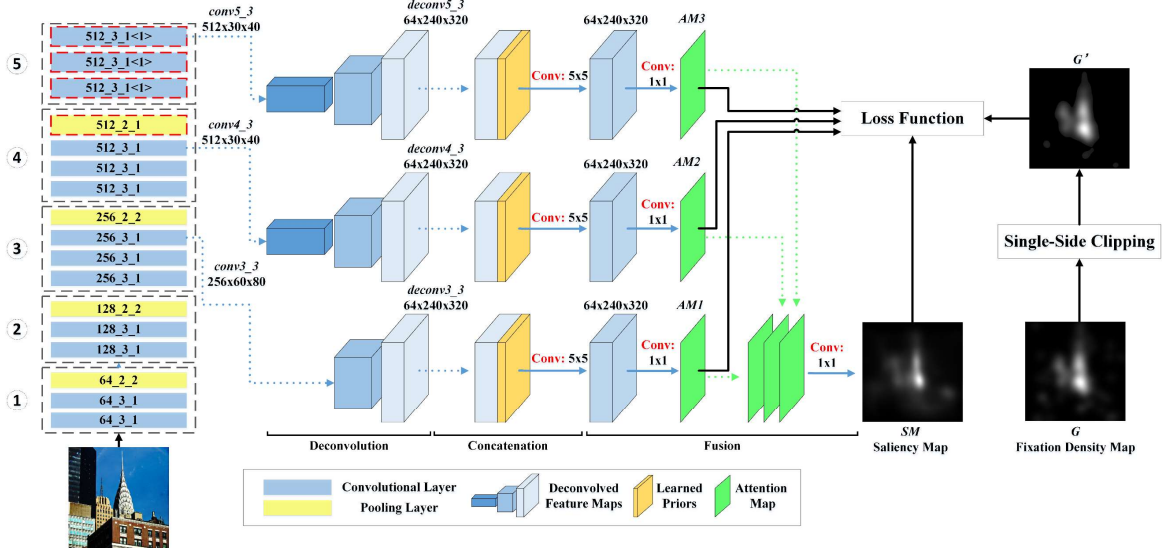 ⑤
512_3_1<1>
512_3_1<1>
512_3_1<1>
④
512_2_1
512_3_1
512_3_1
512_3_1
③
256_2_2
256_3_1
256_3_1
256_3_1
②
128_2_2
128_3_1
128_3_1
①
64_2_2
64_3_1
64_3_1
conv5_3
512x30x40
deconv5_3
64x240x320
Conv: 5x5
64x240x320
Conv:
1x1
AM3
conv4_3
512x30x40
deconv4_3
64x240x320
Conv: 5x5
64x240x320
Conv:
1x1
AM2
conv3_3
256x60x80
deconv3_3
64x240x320
Conv: 5x5
64x240x320
Conv:
1x1
AM1
Conv:
1x1
Loss Function
G'
Single-Side Clipping
SM
Saliency Map
G
Fixation Density Map
Deconvolution
Concatenation
Fusion
Convolutional Layer
Pooling Layer
Deconvolved
Feature Maps
Learned
Priors
Attention
Map